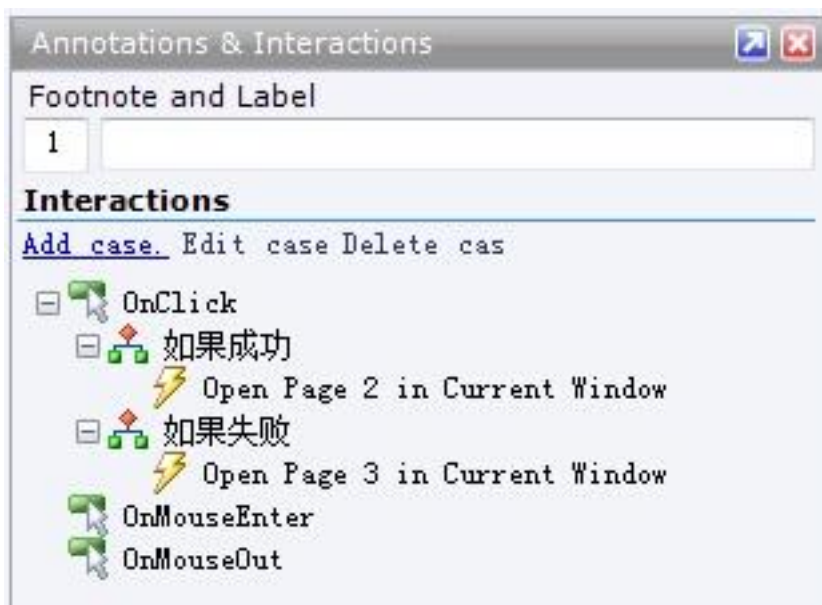 Annotations & Interactions
Footnote and Label
1
Interactions
Add case. Edit case Delete cas
OnClick
如果成功
Open Page 2 in Current Window
如果失败
Open Page 3 in Current Window
OnMouseEnter
OnMouseOut